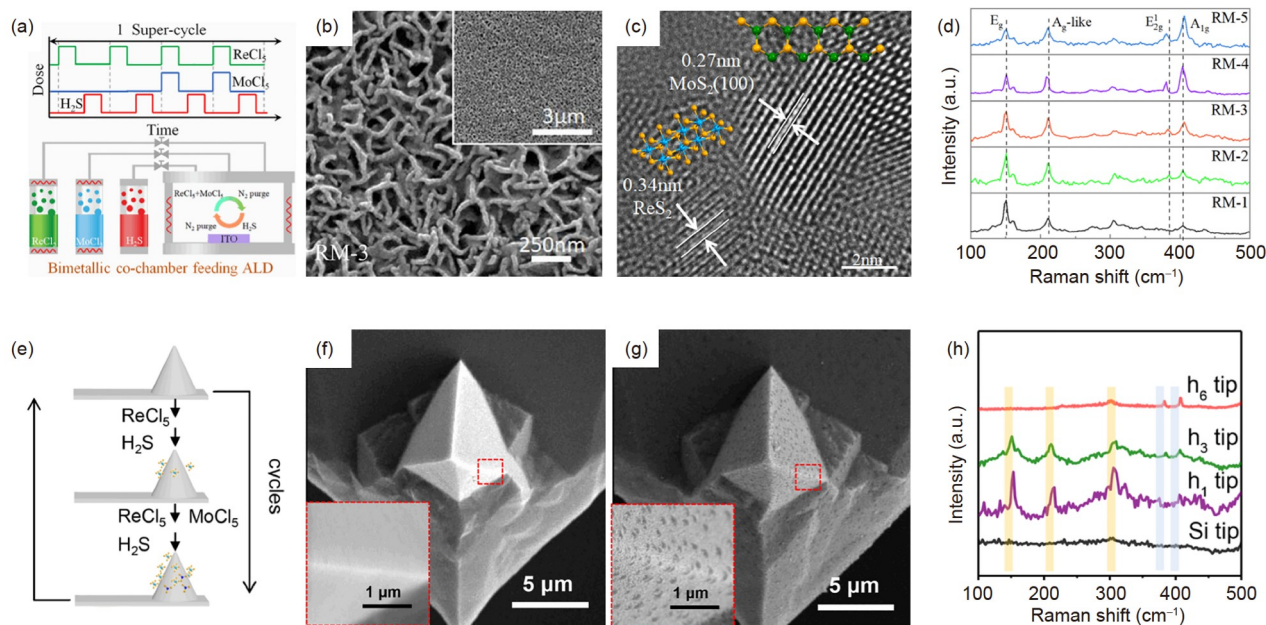 (a)
1 Super-cycle
ReCl5
MoCl5
H2S
Dose
Time
ReCl5+MoCl5
N2 purge
N2 purge
H2S
ITO
H2S
Bimetallic co-chamber feeding ALD
(b)
3μm
RM-3
250nm
(c)
0.27nm
MoS2(100)
0.34nm
ReS2
2nm
(d)
Eg
Ag-like
E12g
A1g
RM-5
RM-4
RM-3
RM-2
RM-1
Intensity (a.u.)
100 200 300 400 500
Raman shift (cm–1)
(e)
ReCl5
H2S
ReCl5 MoCl5
H2S
cycles
(f)
1 μm
5 μm
(g)
1 μm
5 μm
(h)
h6 tip
h3 tip
h1 tip
Si tip
Intensity (a.u.)
100 200 300 400 500
Raman shift (cm–1)